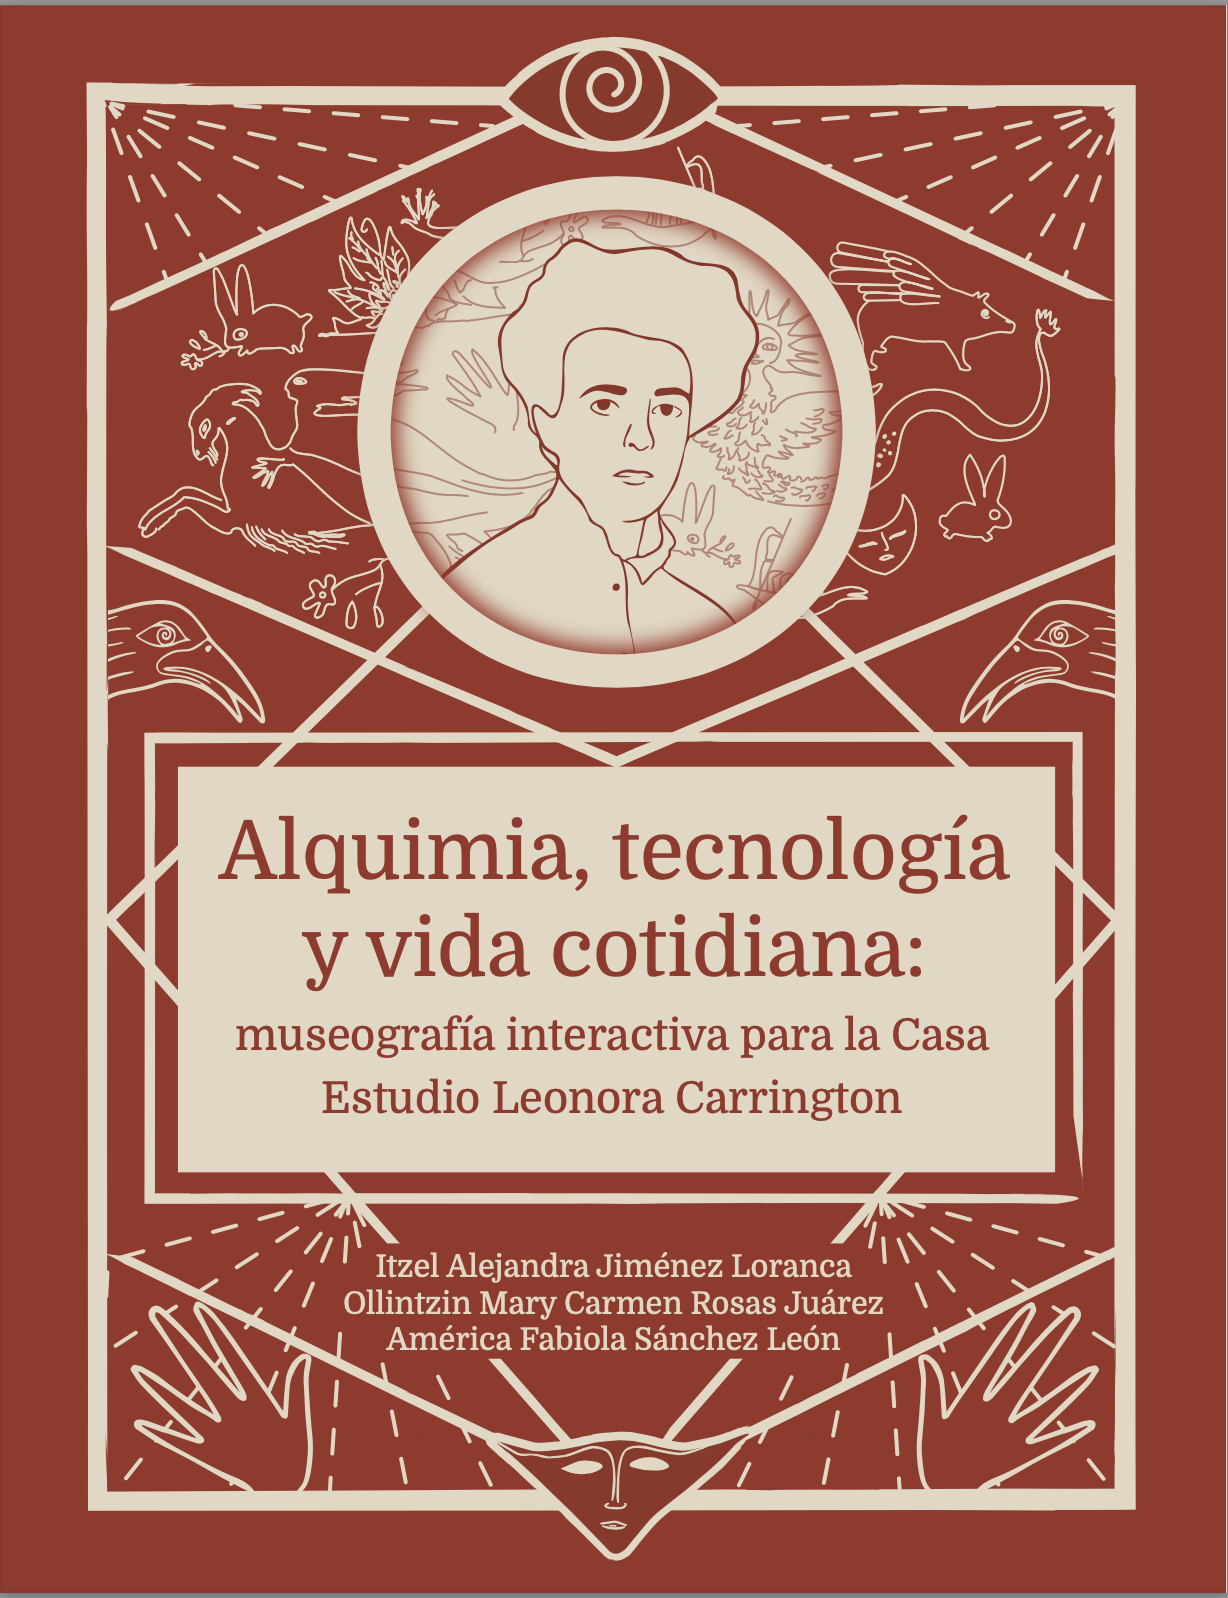 Alquimia, tecnología
y vida cotidiana:
museografía interactiva para la Casa
Estudio Leonora Carrington
Itzel Alejandra Jiménez Loranca
Ollintzin Mary Carmen Rosas Juárez
América Fabiola Sánchez León